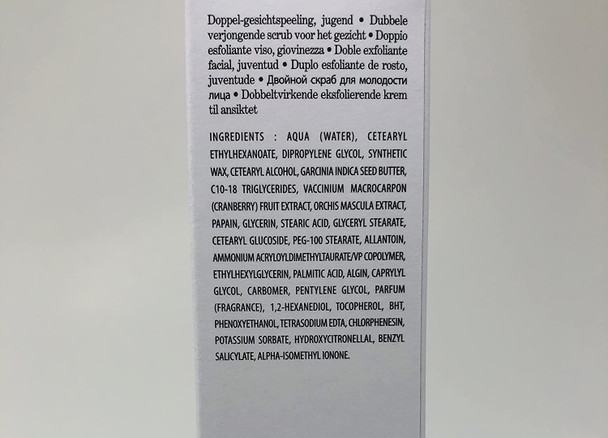 Doppel-gesichtspeeling, jugend • Dubbele
verjongende scrub voor het gezicht • Doppio
esfoliante viso, giovinezza • Doble exfoliante
facial, juventud • Duplo esfoliante de rosto,
juventude • Двойной скраб для молодости
лица • Dobbeltvirkende eksfolierende krem
til ansiktet
INGREDIENTS : AQUA (WATER), CETEARYL
ETHYLHEXANOATE, DIPROPYLENE GLYCOL, SYNTHETIC
WAX, CETEARYL ALCOHOL, GARCINIA INDICA SEED BUTTER,
C10-18 TRIGLYCERIDES, VACCINIUM MACROCARPON
(CRANBERRY) FRUIT EXTRACT, ORCHIS MASCULA EXTRACT,
PAPAIN, GLYCERIN, STEARIC ACID, GLYCERYL STEARATE,
CETEARYL GLUCOSIDE, PEG-100 STEARATE, ALLANTOIN,
AMMONIUM ACRYLOYLDIMETHYLTAURATE/VP COPOLYMER,
ETHYLHEXYLGLYCERIN, PALMITIC ACID, ALGIN, CAPRYLYL
GLYCOL, CARBOMER, PENTYLENE GLYCOL, PARFUM
(FRAGRANCE), 1,2-HEXANEDIOL, TOCOPHEROL, BHT,
PHENOXYETHANOL, TETRASODIUM EDTA, CHLORPHENESIN,
POTASSIUM SORBATE, HYDROXYCITRONELLAL, BENZYL
SALICYLATE, ALPHA-ISOMETHYL IONONE.